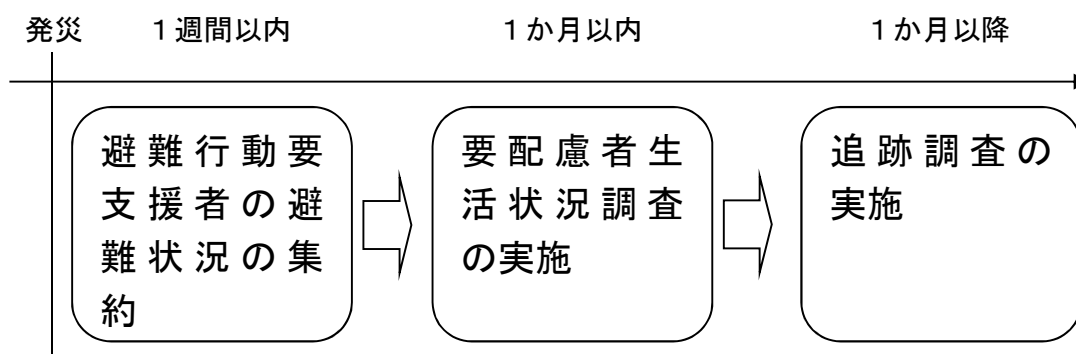 発災 １週間以内 １か月以内 １か月以降
避難行動要
支援者の避
難状況の集
約
要配慮者生
活状況調査
の実施
追跡調査の
実施